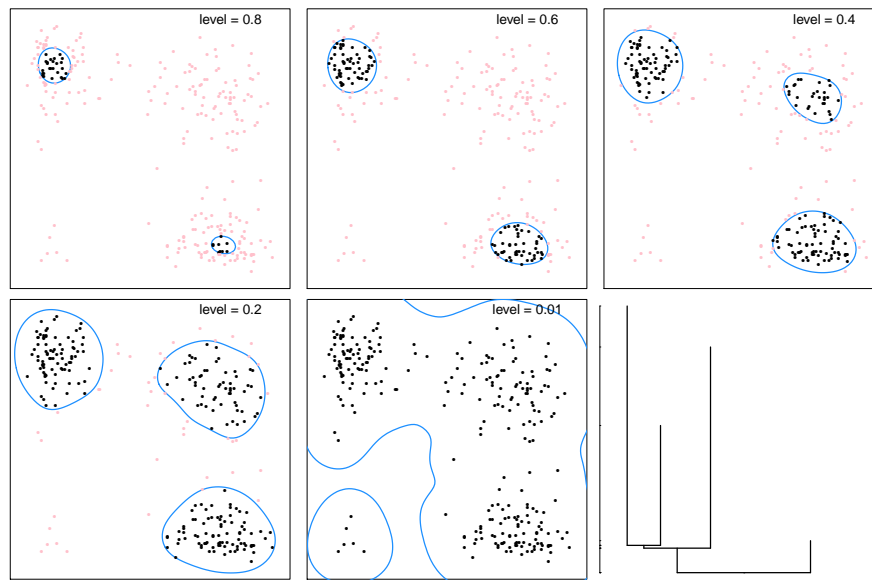 level = 0.8
level = 0.6
level = 0.4
level = 0.2
level = 0.01